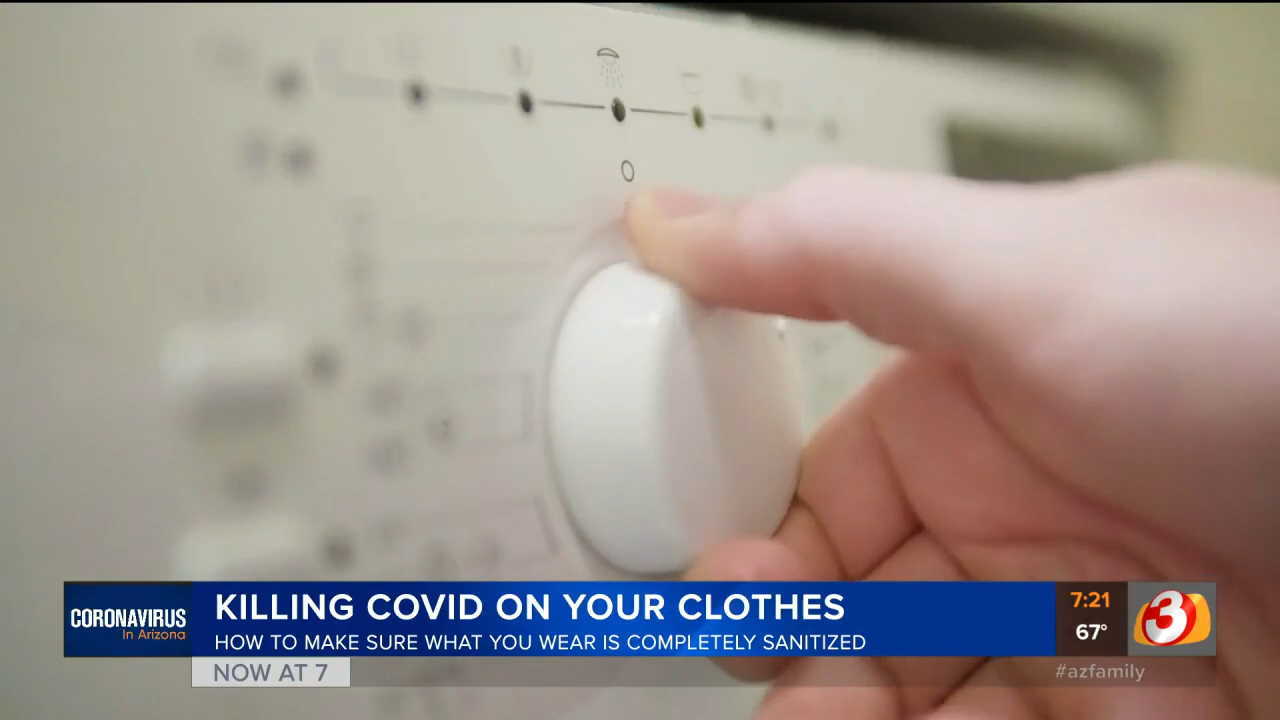 CORONAVIRUS
in Arizona
KILLING COVID ON YOUR CLOTHES
HOW TO MAKE SURE WHAT YOU WEAR IS COMPLETELY SANITIZED
7:21
67°
3
NOW AT 7
#azfamily